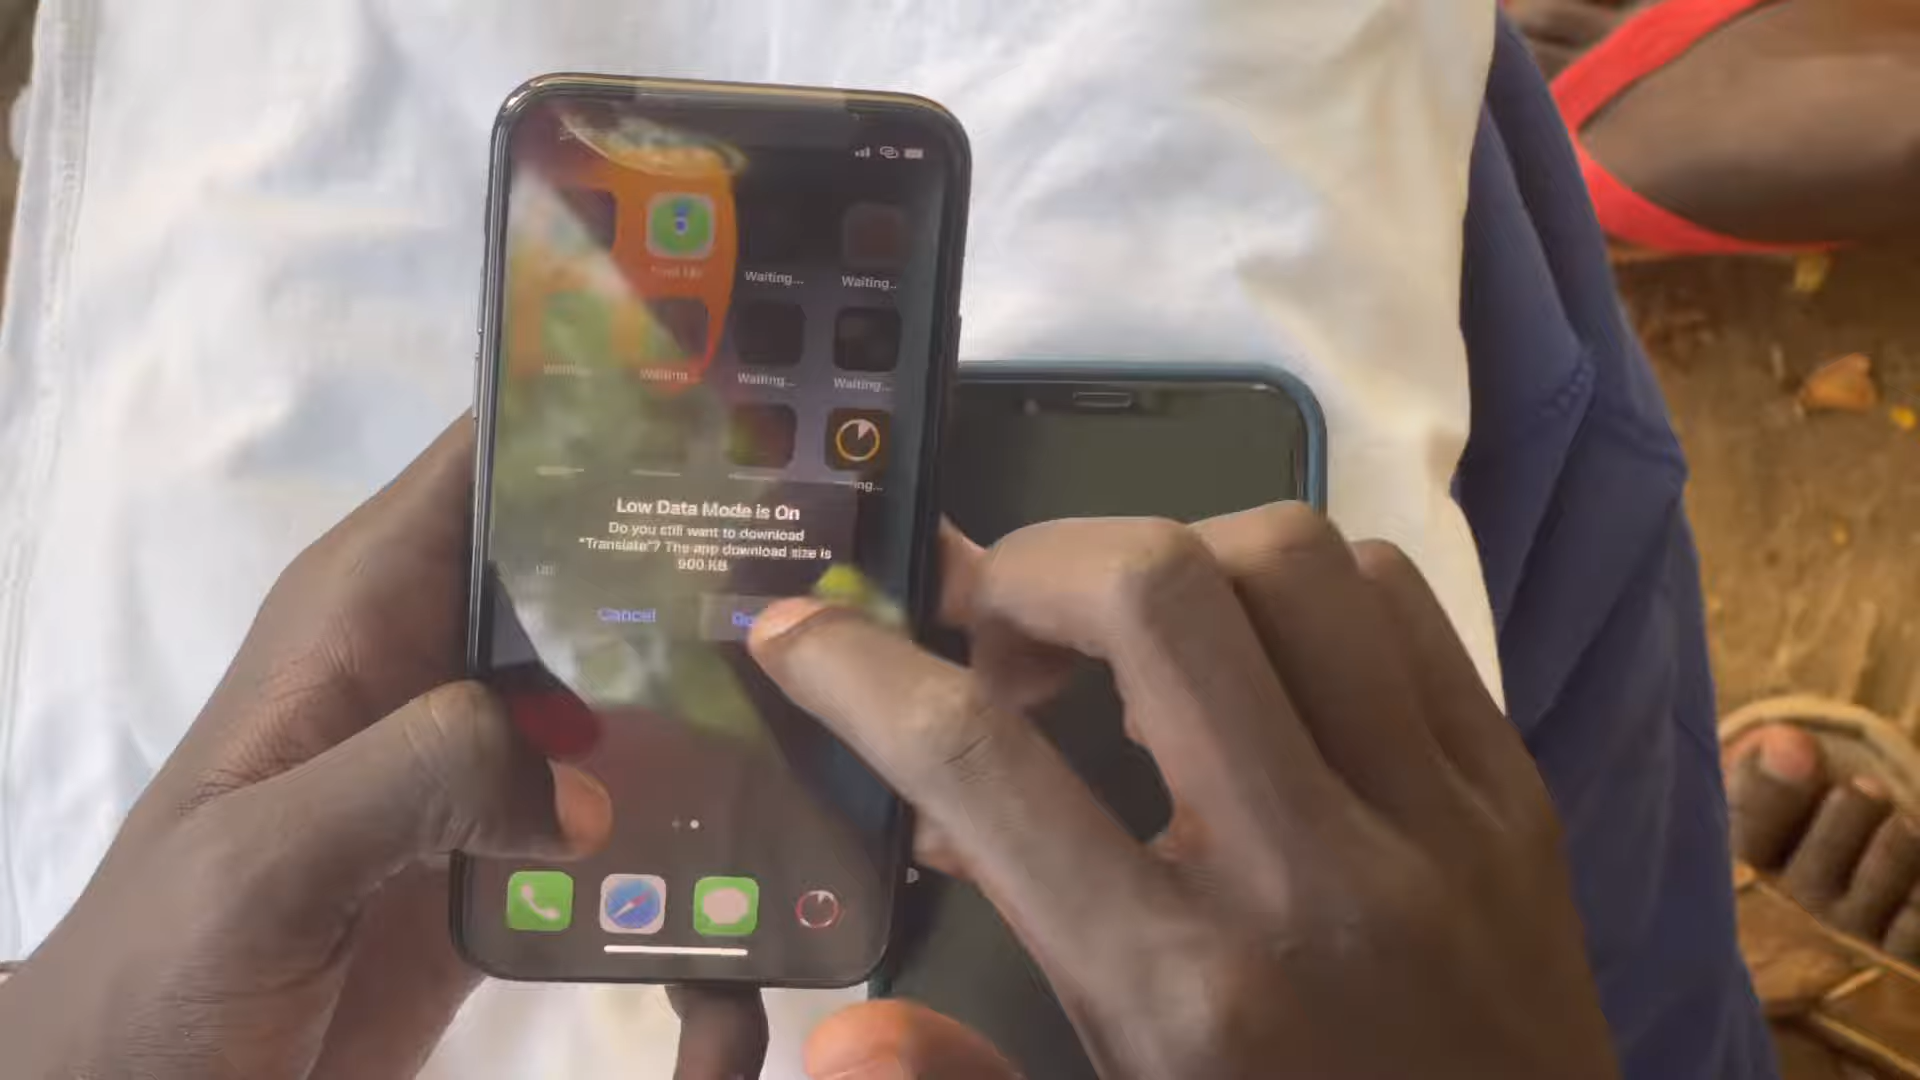 Waiting...
Waiting...
Waiting...
Waiting...
Waiting...
Low Data Mode is On
Do you still want to download
"Translate"? The app download size is
900 KB.
Cancel